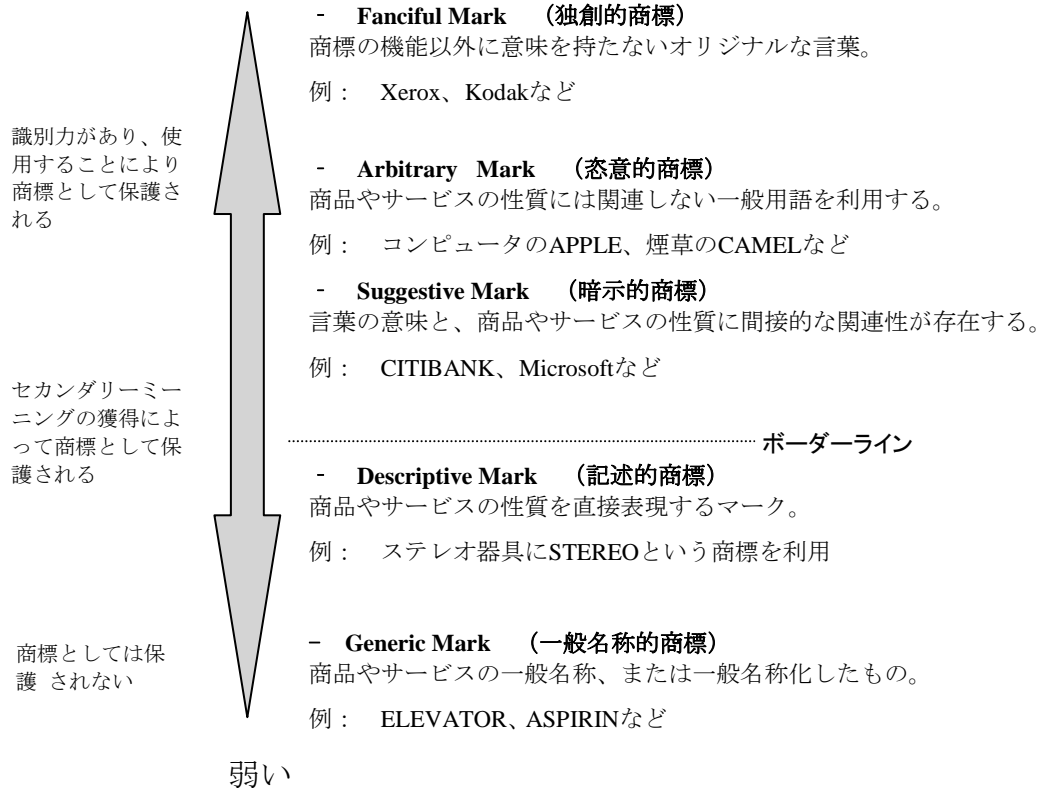 - Fanciful Mark （独創的商標）
商標の機能以外に意味を持たないオリジナルな言葉。
例： Xerox、Kodakなど
識別力があり、使
用することにより
商標として保護さ
れる
- Arbitrary Mark （恣意的商標）
商品やサービスの性質には関連しない一般用語を利用する。
例： コンピュータのAPPLE、煙草のCAMELなど
- Suggestive Mark （暗示的商標）
言葉の意味と、商品やサービスの性質に間接的な関連性が存在する。
例： CITIBANK、Microsoftなど
セカンダリーミー
ニングの獲得によ
って商標として保
護される
ボーダーライン
- Descriptive Mark （記述的商標）
商品やサービスの性質を直接表現するマーク。
例： ステレオ器具にSTEREOという商標を利用
商標としては保
護 されない
- Generic Mark （一般名称的商標）
商品やサービスの一般名称、または一般名称化したもの。
例： ELEVATOR、ASPIRINなど
弱い